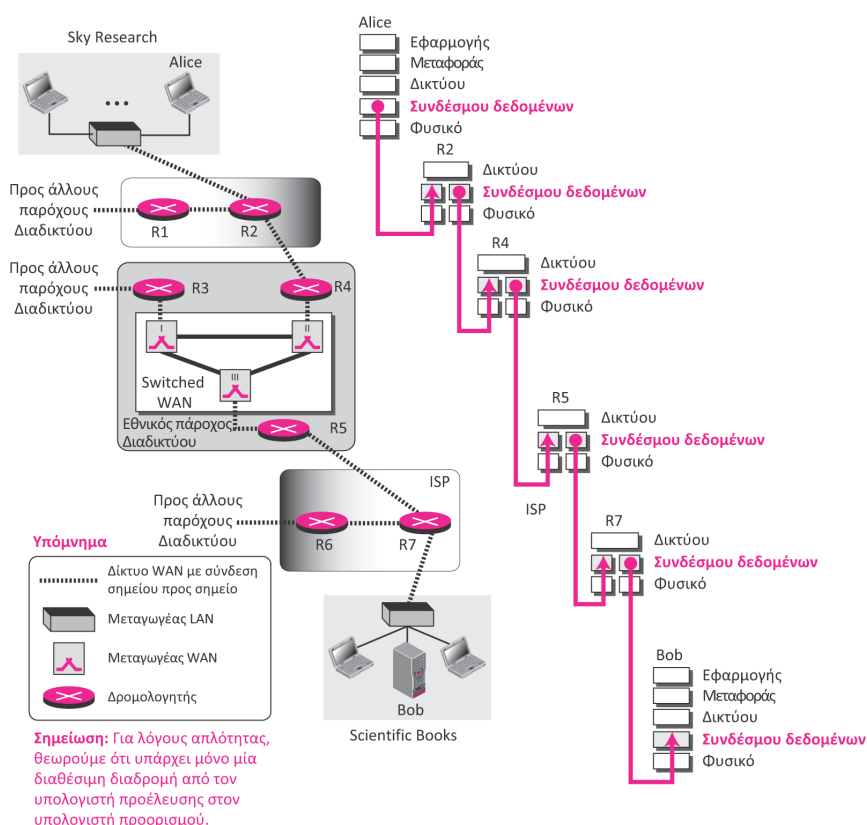 Sky Research
Alice
Προς άλλους
παρόχους
Διαδικτύου
R1
R2
Προς άλλους
παρόχους
Διαδικτύου
R3
R4
I
II
III
Switched
WAN
Εθνικός πάροχος
Διαδικτύου
R5
ISP
Προς άλλους
παρόχους
Διαδικτύου
R6
R7
Bob
Scientific Books
Υπόμνημα
Δίκτυο WAN με σύνδεση
σημείου προς σημείο
Μεταγωγέας LAN
Μεταγωγέας WAN
Δρομολογητής
Σημείωση: Για λόγους απλότητας,
θεωρούμε ότι υπάρχει μόνο μία
διαθέσιμη διαδρομή από τον
υπολογιστή προέλευσης στον
υπολογιστή προορισμού.
Alice
Εφαρμογής
Μεταφοράς
Δικτύου
Συνδέσμου δεδομένων
Φυσικό
R2
Δικτύου
Συνδέσμου δεδομένων
Φυσικό
R4
Δικτύου
Συνδέσμου δεδομένων
Φυσικό
R5
Δικτύου
Συνδέσμου δεδομένων
Φυσικό
ISP
R7
Δικτύου
Συνδέσμου δεδομένων
Φυσικό
Bob
Εφαρμογής
Μεταφοράς
Δικτύου
Συνδέσμου δεδομένων
Φυσικό